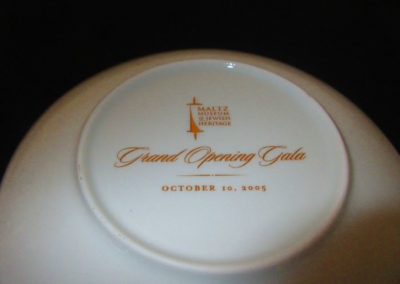 MALTZ
MUSEUM
OF JEWISH
HERITAGE
Grand Opening Gala
OCTOBER 10, 2005